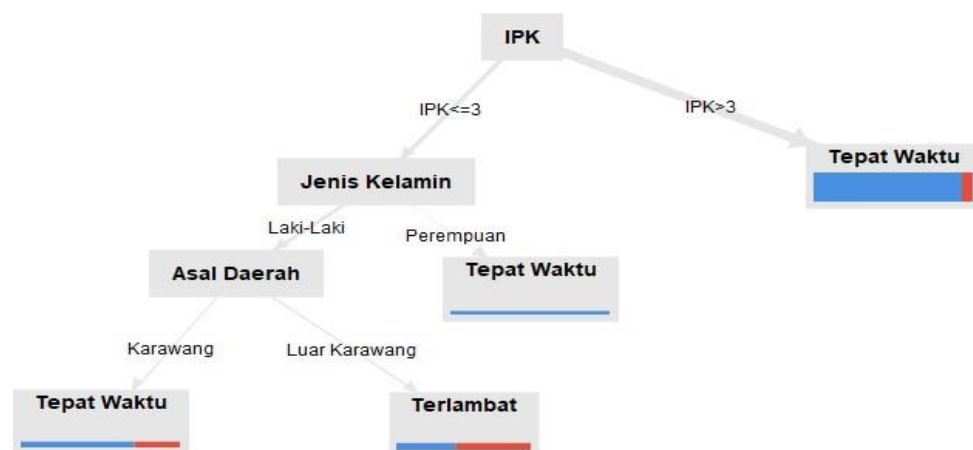 IPK
IPK<=3
IPK>3
Tepat Waktu
Jenis Kelamin
Laki-Laki
Perempuan
Asal Daerah
Tepat Waktu
Karawang
Luar Karawang
Tepat Waktu
Terlambat